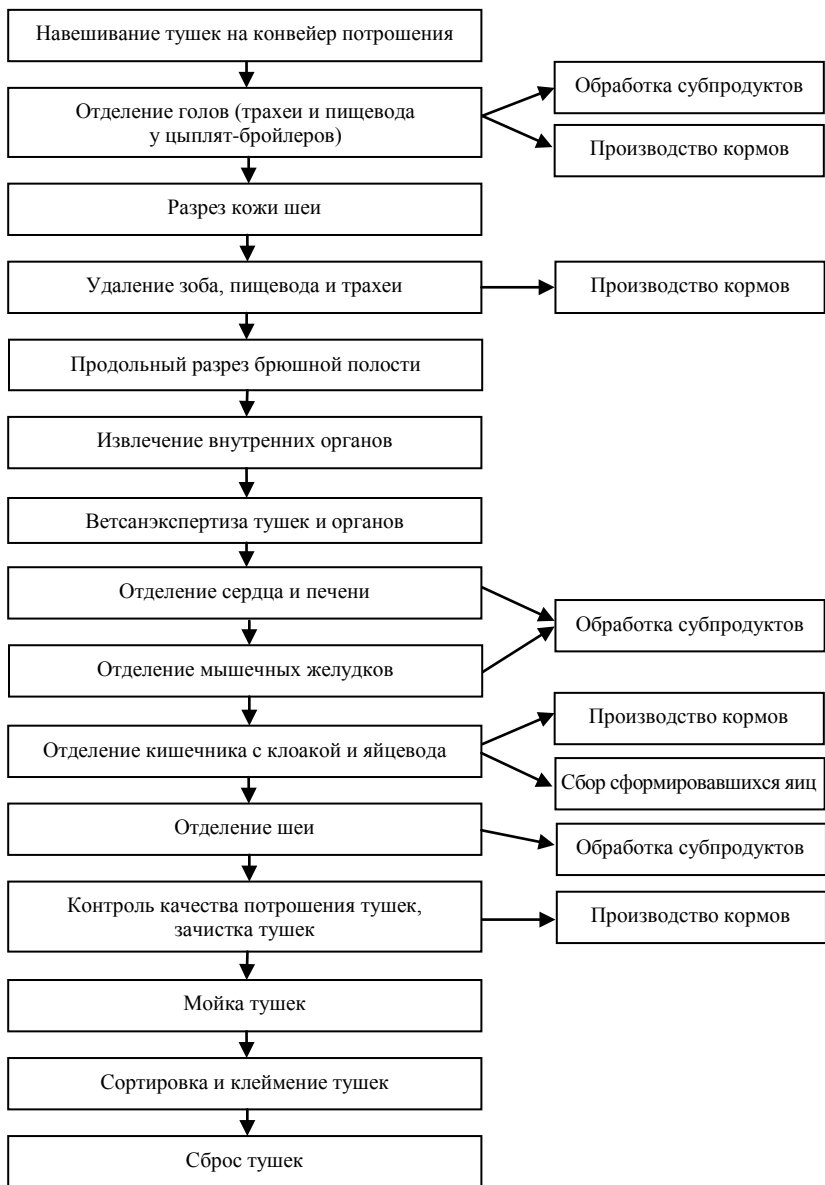 Навешивание тушек на конвейер потрошения
Отделение голов (трахеи и пищевода
у цыплят-бройлеров)
Обработка субпродуктов
Производство кормов
Разрез кожи шеи
Удаление зоба, пищевода и трахеи
Производство кормов
Продольный разрез брюшной полости
Извлечение внутренних органов
Ветсанэкспертиза тушек и органов
Отделение сердца и печени
Обработка субпродуктов
Отделение мышечных желудков
Отделение кишечника с клоакой и яйцевода
Производство кормов
Сбор сформировавшихся яиц
Отделение шеи
Обработка субпродуктов
Контроль качества потрошения тушек,
зачистка тушек
Производство кормов
Мойка тушек
Сортировка и клеймение тушек
Сброс тушек